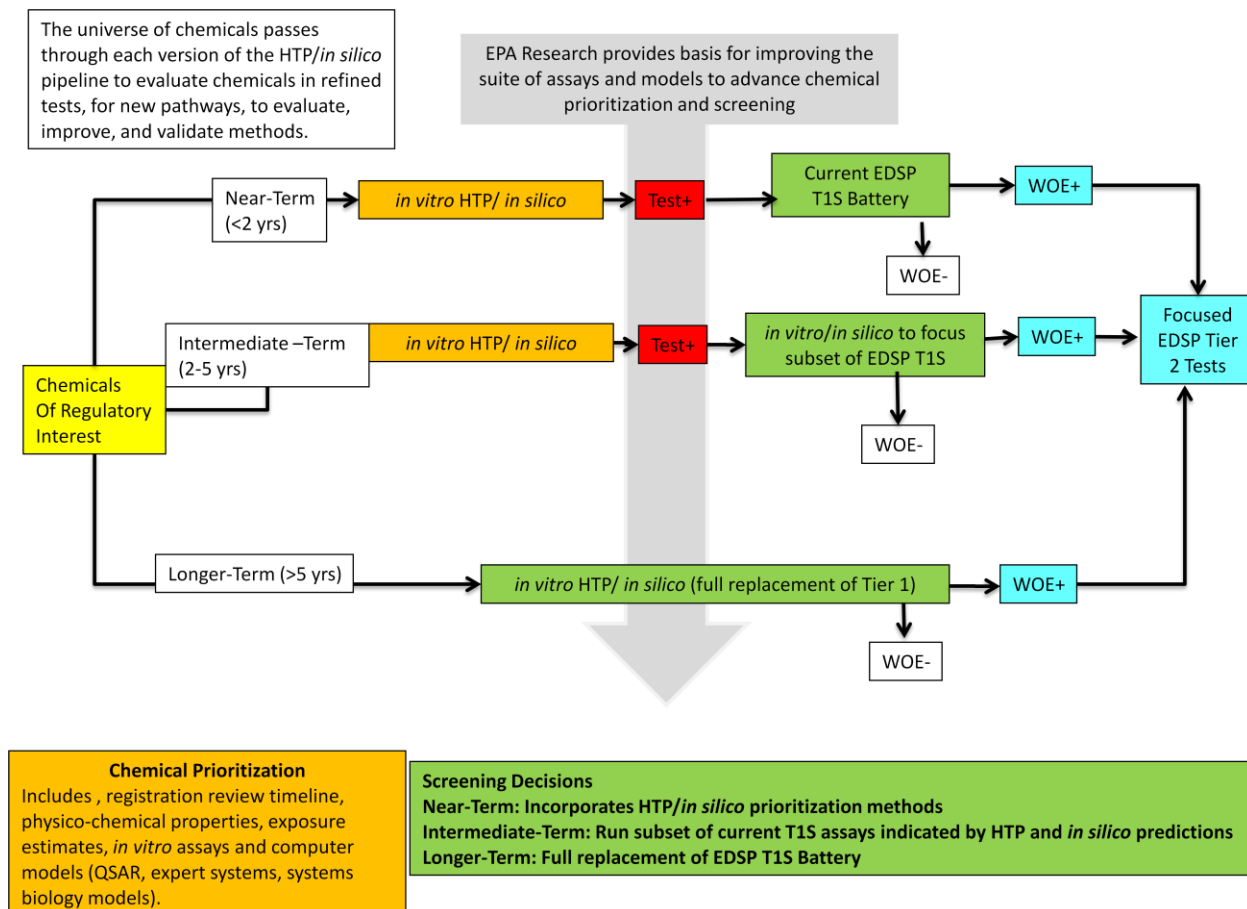 The universe of chemicals passes
through each version of the HTP/in silico
pipeline to evaluate chemicals in refined
tests, for new pathways, to evaluate,
improve, and validate methods.
EPA Research provides basis for improving the
suite of assays and models to advance chemical
prioritization and screening
Near-Term
(<2 yrs)
in vitro HTP/ in silico
Test+
Current EDSP
T1S Battery
WOE+
WOE-
Intermediate –Term
(2-5 yrs)
in vitro HTP/ in silico
Test+
in vitro/in silico to focus
subset of EDSP T1S
WOE+
Focused
EDSP Tier
2 Tests
WOE-
Chemicals
Of Regulatory
Interest
Longer-Term (>5 yrs)
in vitro HTP/ in silico (full replacement of Tier 1)
WOE+
WOE-
Chemical Prioritization
Includes , registration review timeline,
physico-chemical properties, exposure
estimates, in vitro assays and computer
models (QSAR, expert systems, systems
biology models).
Screening Decisions
Near-Term: Incorporates HTP/in silico prioritization methods
Intermediate-Term: Run subset of current T1S assays indicated by HTP and in silico predictions
Longer-Term: Full replacement of EDSP T1S Battery